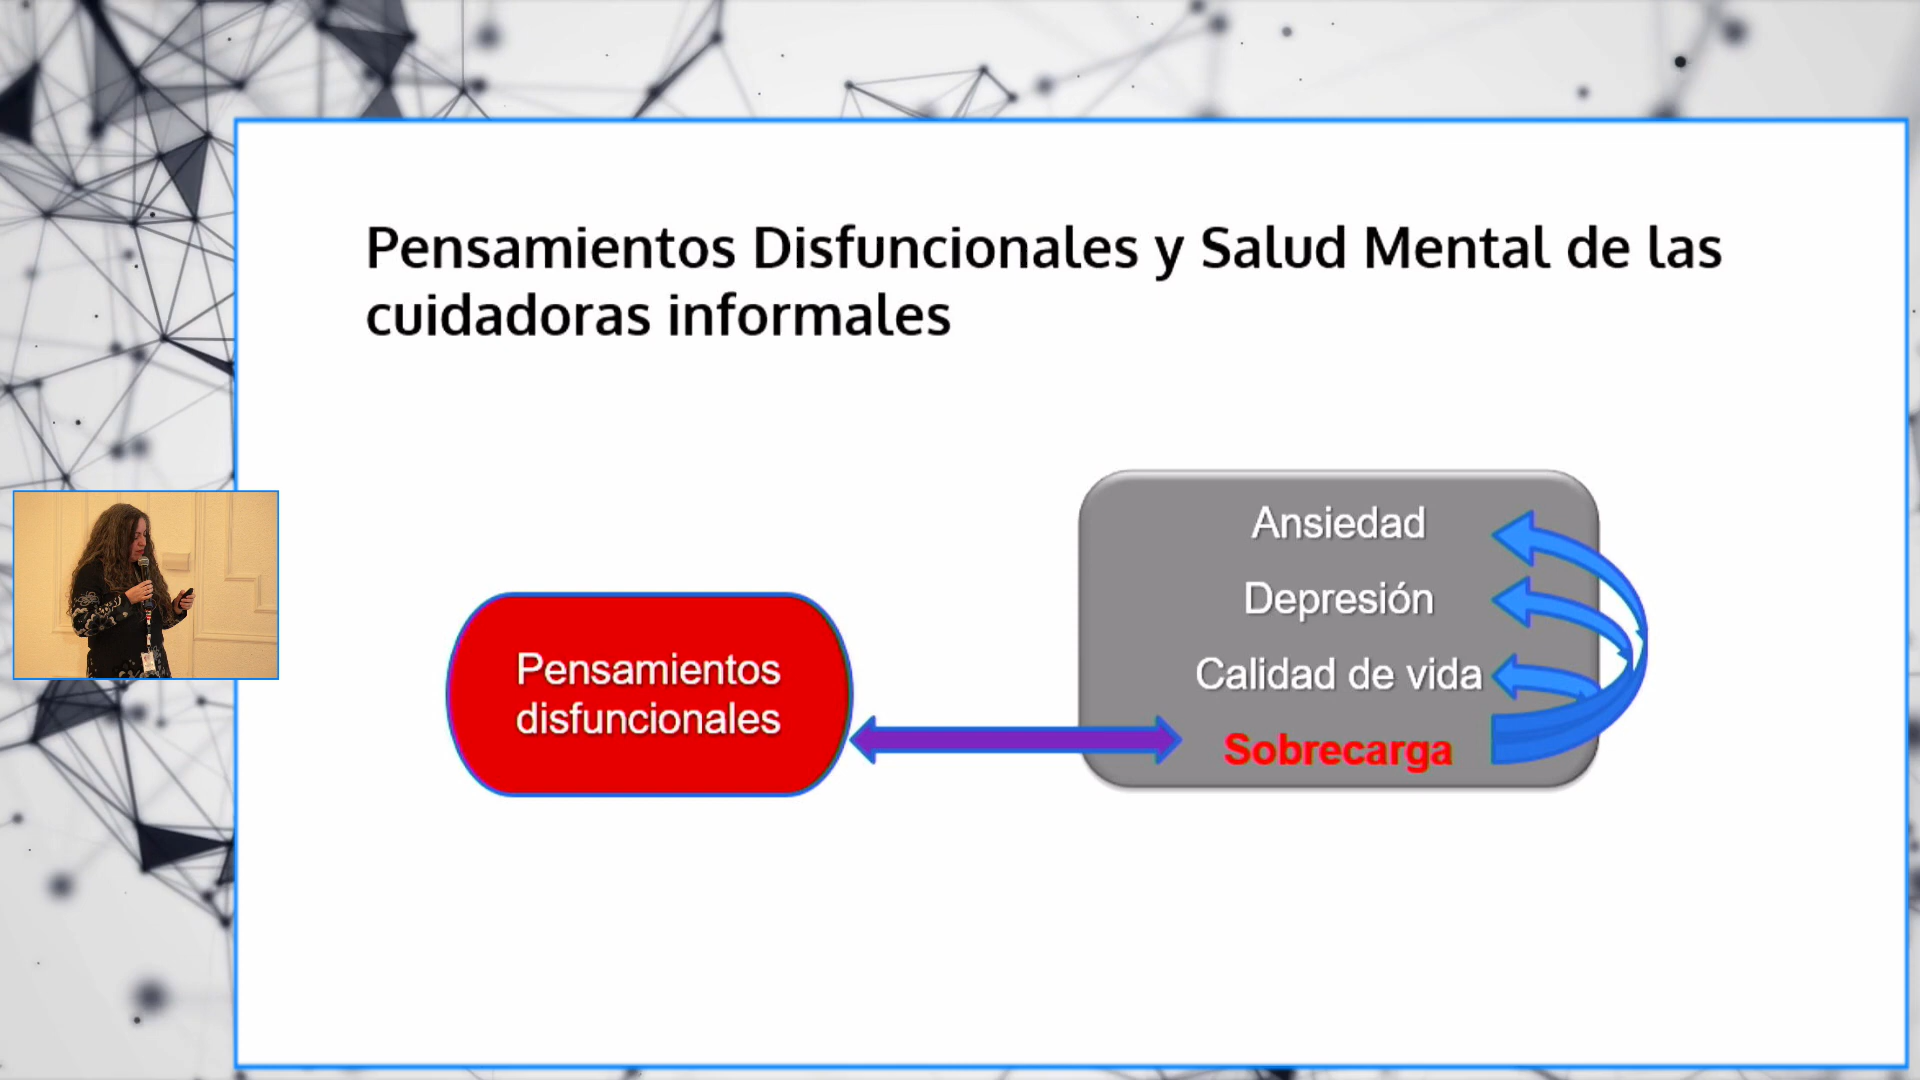 Pensamientos Disfuncionales y Salud Mental de las
cuidadoras informales
Pensamientos
disfuncionales
Ansiedad
Depresión
Calidad de vida
Sobrecarga